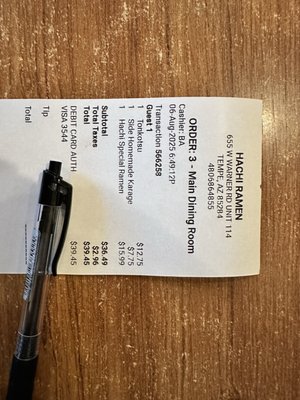 HACHI RAMEN
655 W WARNER RD UNIT 114
TEMPE, AZ 85284
4809864855
ORDER: 3 - Main Dining Room
Cashier: BA
06-Aug-2025 6:49:12P
Transaction 566258
Guest 1
1 Tonkotsu $12.75
1 Side Homemade Karage $7.75
1 Hachi Special Ramen $15.99
Subtotal $36.49
Total Taxes $2.96
Total $39.45
DEBIT CARD AUTH $39.45
VISA 3544
Tip
Total